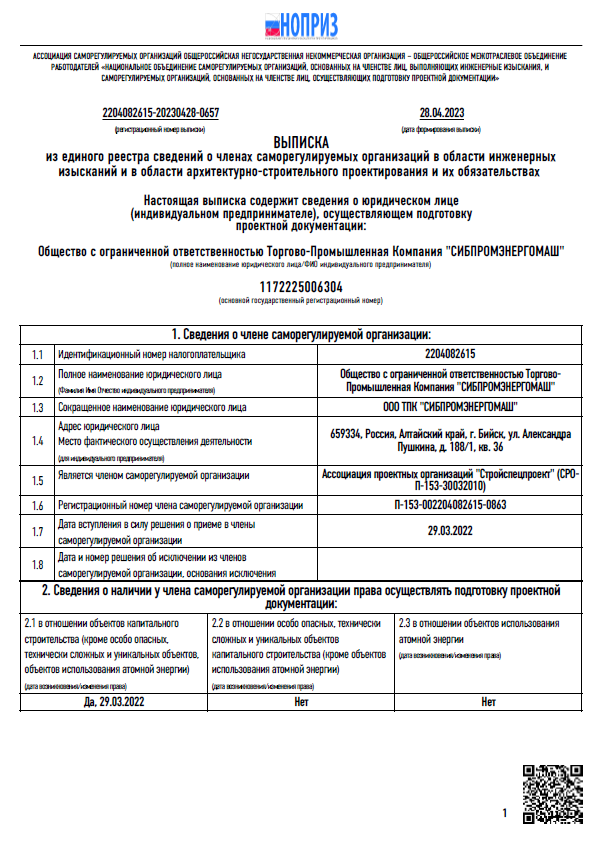 НОПРИЗ
АССОЦИАЦИЯ САМОРЕГУЛИРУЕМЫХ ОРГАНИЗАЦИЙ ОБЩЕРОССИЙСКАЯ НЕГОСУДАРСТВЕННАЯ НЕКОММЕРЧЕСКАЯ ОРГАНИЗАЦИЯ – ОБЩЕРОССИЙСКОЕ МЕЖОТРАСЛЕВОЕ ОБЪЕДИНЕНИЕ
РАБОТОДАТЕЛЕЙ «НАЦИОНАЛЬНОЕ ОБЪЕДИНЕНИЕ САМОРЕГУЛИРУЕМЫХ ОРГАНИЗАЦИЙ, ОСНОВАННЫХ НА ЧЛЕНСТВЕ ЛИЦ, ВЫПОЛНЯЮЩИХ ИНЖЕНЕРНЫЕ ИЗЫСКАНИЯ, И
САМОРЕГУЛИРУЕМЫХ ОРГАНИЗАЦИЙ, ОСНОВАННЫХ НА ЧЛЕНСТВЕ ЛИЦ, ОСУЩЕСТВЛЯЮЩИХ ПОДГОТОВКУ ПРОЕКТНОЙ ДОКУМЕНТАЦИИ»
2204082615-20230428-0657 28.04.2023
(регистрационный номер выписки) (дата формирования выписки)
ВЫПИСКА
из единого реестра сведений о членах саморегулируемых организаций в области инженерных
изысканий и в области архитектурно-строительного проектирования и их обязательствах
Настоящая выписка содержит сведения о юридическом лице
(индивидуальном предпринимателе), осуществляющем подготовку
проектной документации:
Общество с ограниченной ответственностью Торгово-Промышленная Компания "СИБПРОМЭНЕРГОМАШ"
(полное наименование юридического лица/ФИО индивидуального предпринимателя)
1172225006304
(основной государственный регистрационный номер)
1. Сведения о члене саморегулируемой организации:
1.1 Идентификационный номер налогоплательщика 2204082615
1.2 Полное наименование юридического лица
(Фамилия Имя Отчество индивидуального предпринимателя)
Общество с ограниченной ответственностью Торгово-
Промышленная Компания "СИБПРОМЭНЕРГОМАШ"
1.3 Сокращенное наименование юридического лица ООО ТПК "СИБПРОМЭНЕРГОМАШ"
1.4 Адрес юридического лица
Место фактического осуществления деятельности
(для индивидуального предпринимателя)
659334, Россия, Алтайский край, г. Бийск, ул. Александра
Пушкина, д. 188/1, кв. 36
1.5 Является членом саморегулируемой организации
Ассоциация проектных организаций "Стройспецпроект" (СРО-
П-153-30032010)
1.6 Регистрационный номер члена саморегулируемой организации П-153-002204082615-0863
1.7 Дата вступления в силу решения о приеме в члены
саморегулируемой организации
29.03.2022
1.8 Дата и номер решения об исключении из членов
саморегулируемой организации, основания исключения
2. Сведения о наличии у члена саморегулируемой организации права осуществлять подготовку проектной
документации:
2.1 в отношении объектов капитального
строительства (кроме особо опасных,
технически сложных и уникальных объектов,
объектов использования атомной энергии)
(дата возникновения/изменения права)
2.2 в отношении особо опасных, технически
сложных и уникальных объектов
капитального строительства (кроме объектов
использования атомной энергии)
(дата возникновения/изменения права)
2.3 в отношении объектов использования
атомной энергии
(дата возникновения/изменения права)
Да, 29.03.2022 Нет Нет
1